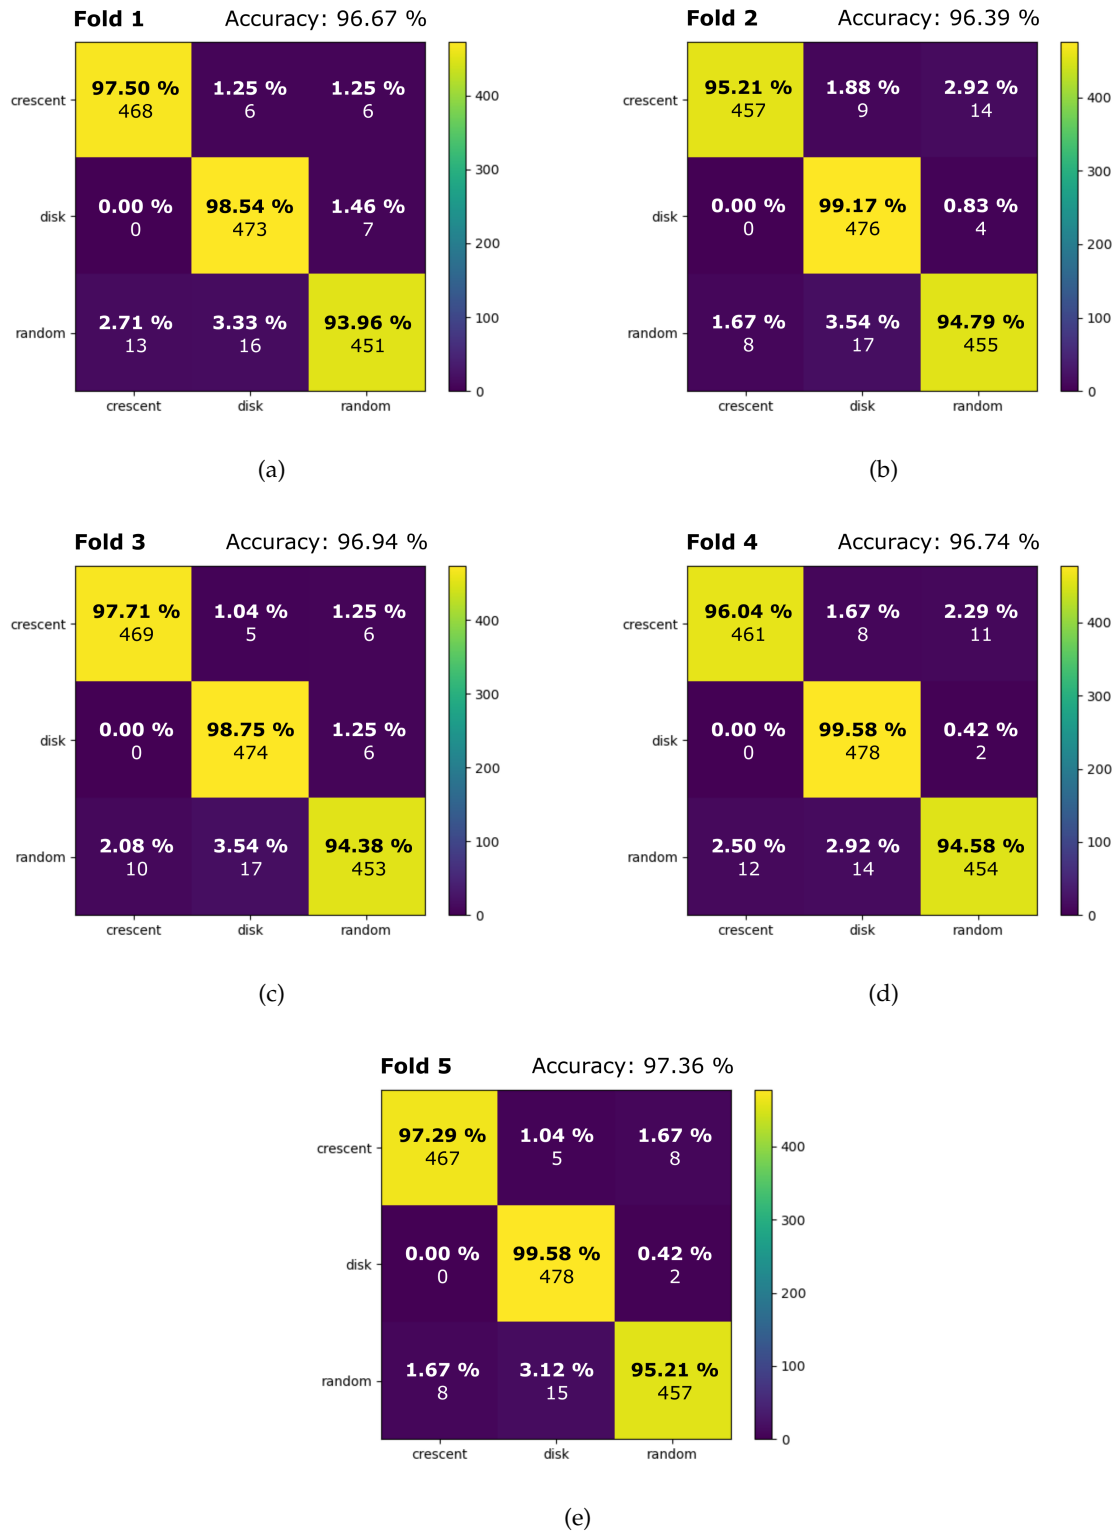 Fold 1 Accuracy: 96.67 %
crescent 97.50 % 1.25 % 1.25 %
468 6 6
disk 0.00 % 98.54 % 1.46 %
0 473 7
random 2.71 % 3.33 % 93.96 %
13 16 451
crescent disk random
400
300
200
100
0
(a)
Fold 2 Accuracy: 96.39 %
crescent 95.21 % 1.88 % 2.92 %
457 9 14
disk 0.00 % 99.17 % 0.83 %
0 476 4
random 1.67 % 3.54 % 94.79 %
8 17 455
crescent disk random
400
300
200
100
0
(b)
Fold 3 Accuracy: 96.94 %
crescent 97.71 % 1.04 % 1.25 %
469 5 6
disk 0.00 % 98.75 % 1.25 %
0 474 6
random 2.08 % 3.54 % 94.38 %
10 17 453
crescent disk random
400
300
200
100
0
(c)
Fold 4 Accuracy: 96.74 %
crescent 96.04 % 1.67 % 2.29 %
461 8 11
disk 0.00 % 99.58 % 0.42 %
0 478 2
random 2.50 % 2.92 % 94.58 %
12 14 454
crescent disk random
400
300
200
100
0
(d)
Fold 5 Accuracy: 97.36 %
crescent 97.29 % 1.04 % 1.67 %
467 5 8
disk 0.00 % 99.58 % 0.42 %
0 478 2
random 1.67 % 3.12 % 95.21 %
8 15 457
crescent disk random
400
300
200
100
0
(e)